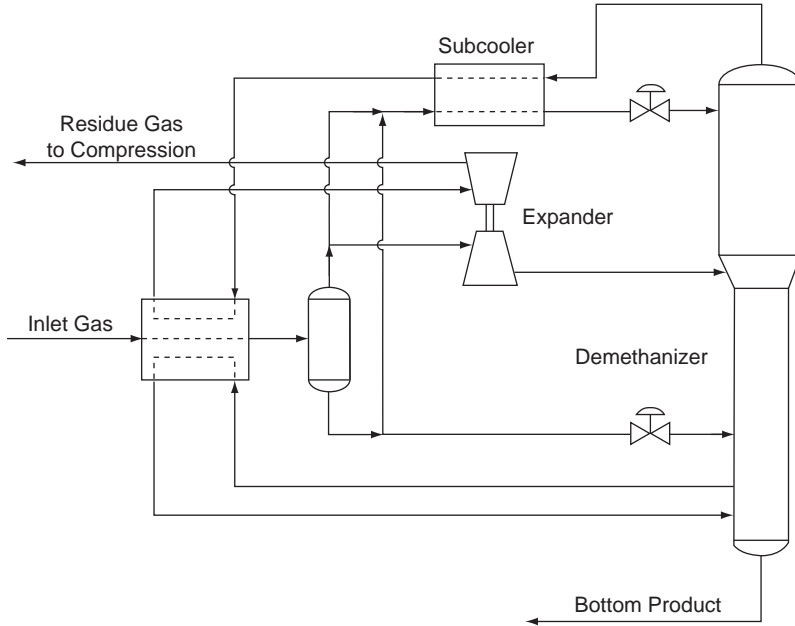 Subcooler
Residue Gas
to Compression
Expander
Inlet Gas
Demethanizer
Bottom Product